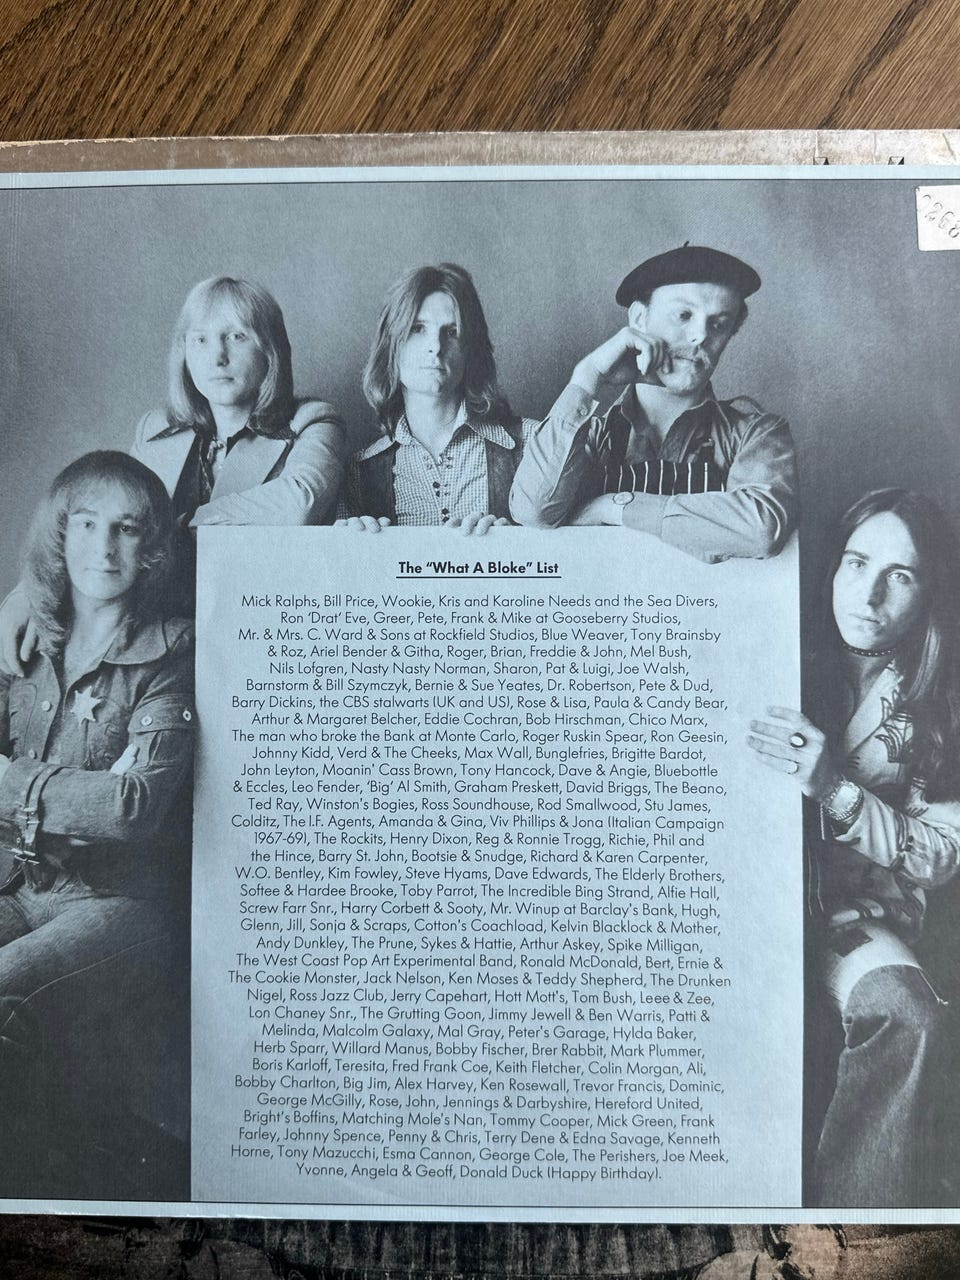 2268
The "What A Bloke" List
Mick Ralphs, Bill Price, Wookie, Kris and Karoline Needs and the Sea Divers,
Ron 'Drat' Eve, Greer, Pete, Frank & Mike at Gooseberry Studios,
Mr. & Mrs. C. Ward & Sons at Rockfield Studios, Blue Weaver, Tony Brainsby
& Roz, Ariel Bender & Githa, Roger, Brian, Freddie & John, Mel Bush,
Nils Lofgren, Nasty Nasty Norman, Sharon, Pat & Luigi, Joe Walsh,
Barnstorm & Bill Szymczyk, Bernie & Sue Yeates, Dr. Robertson, Pete & Dud,
Barry Dickins, the CBS stalwarts (UK and US), Rose & Lisa, Paula & Candy Bear,
Arthur & Margaret Belcher, Eddie Cochran, Bob Hirschman, Chico Marx,
The man who broke the Bank at Monte Carlo, Roger Ruskin Spear, Ron Geesin,
Johnny Kidd, Verd & The Cheeks, Max Wall, Bunglefries, Brigitte Bardot,
John Leyton, Moanin' Cass Brown, Tony Hancock, Dave & Angie, Bluebottle
& Eccles, Leo Fender, 'Big' Al Smith, Graham Preskett, David Briggs, The Beano,
Ted Ray, Winston's Bogies, Ross Soundhouse, Rod Smallwood, Stu James,
Colditz, The I.F. Agents, Amanda & Gina, Viv Phillips & Jona (Italian Campaign
1967-69), The Rockits, Henry Dixon, Reg & Ronnie Trogg, Richie, Phil and
the Hince, Barry St. John, Bootsie & Snudge, Richard & Karen Carpenter,
W.O. Bentley, Kim Fowley, Steve Hyams, Dave Edwards, The Elderly Brothers,
Softee & Hardee Brooke, Toby Parrot, The Incredible Bing Strand, Alfie Hall,
Screw Farr Snr., Harry Corbett & Sooty, Mr. Winup at Barclay's Bank, Hugh,
Glenn, Jill, Sonja & Scraps, Cotton's Coachload, Kelvin Blacklock & Mother,
Andy Dunkley, The Prune, Sykes & Hattie, Arthur Askey, Spike Milligan,
The West Coast Pop Art Experimental Band, Ronald McDonald, Bert, Ernie &
The Cookie Monster, Jack Nelson, Ken Moses & Teddy Shepherd, The Drunken
Nigel, Ross Jazz Club, Jerry Capehart, Hott Mott's, Tom Bush, Leee & Zee,
Lon Chaney Snr., The Grutting Goon, Jimmy Jewell & Ben Warris, Patti &
Melinda, Malcolm Galaxy, Mal Gray, Peter's Garage, Hylda Baker,
Herb Sparr, Willard Manus, Bobby Fischer, Brer Rabbit, Mark Plummer,
Boris Karloff, Teresita, Fred Frank Coe, Keith Fletcher, Colin Morgan, Ali,
Bobby Charlton, Big Jim, Alex Harvey, Ken Rosewall, Trevor Francis, Dominic,
George McGilly, Rose, John, Jennings & Darbyshire, Hereford United,
Bright's Boffins, Matching Mole's Nan, Tommy Cooper, Mick Green, Frank
Farley, Johnny Spence, Penny & Chris, Terry Dene & Edna Savage, Kenneth
Horne, Tony Mazucchi, Esma Cannon, George Cole, The Perishers, Joe Meek,
Yvonne, Angela & Geoff, Donald Duck (Happy Birthday).